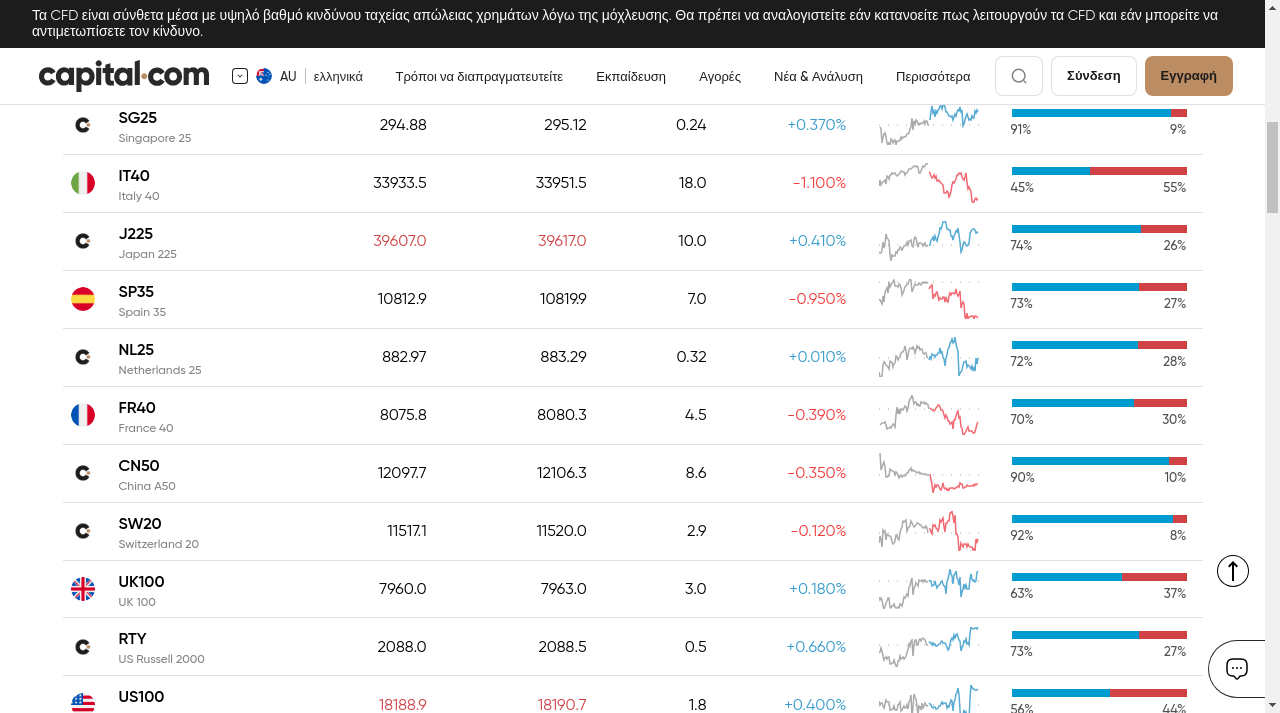 Τα CFD είναι σύνθετα μέσα με υψηλό βαθμό κινδύνου ταχείας απώλειας χρημάτων λόγω της μόχλευσης. Θα πρέπει να αναλογιστείτε εάν κατανοείτε πως λειτουργούν τα CFD και εάν μπορείτε να
αντιμετωπίσετε τον κίνδυνο.
capital.com AU ελληνικά Τρόποι να διαπραγματευτείτε Εκπαίδευση Αγορές Νέα & Ανάλυση Περισσότερα Σύνδεση Εγγραφή
SG25 294.88 295.12 0.24 +0.370%
Singapore 25 91% 9%
IT40 33933.5 33951.5 18.0 -1.100%
Italy 40 45% 55%
J225 39607.0 39617.0 10.0 +0.410%
Japan 225 74% 26%
SP35 10812.9 10819.9 7.0 -0.950%
Spain 35 73% 27%
NL25 882.97 883.29 0.32 +0.010%
Netherlands 25 72% 28%
FR40 8075.8 8080.3 4.5 -0.390%
France 40 70% 30%
CN50 12097.7 12106.3 8.6 -0.350%
China A50 90% 10%
SW20 11517.1 11520.0 2.9 -0.120%
Switzerland 20 92% 8%
UK100 7960.0 7963.0 3.0 +0.180%
UK 100 63% 37%
RTY 2088.0 2088.5 0.5 +0.660%
US Russell 2000 73% 27%
US100 18188.9 18190.7 1.8 +0.400%
56% 44%